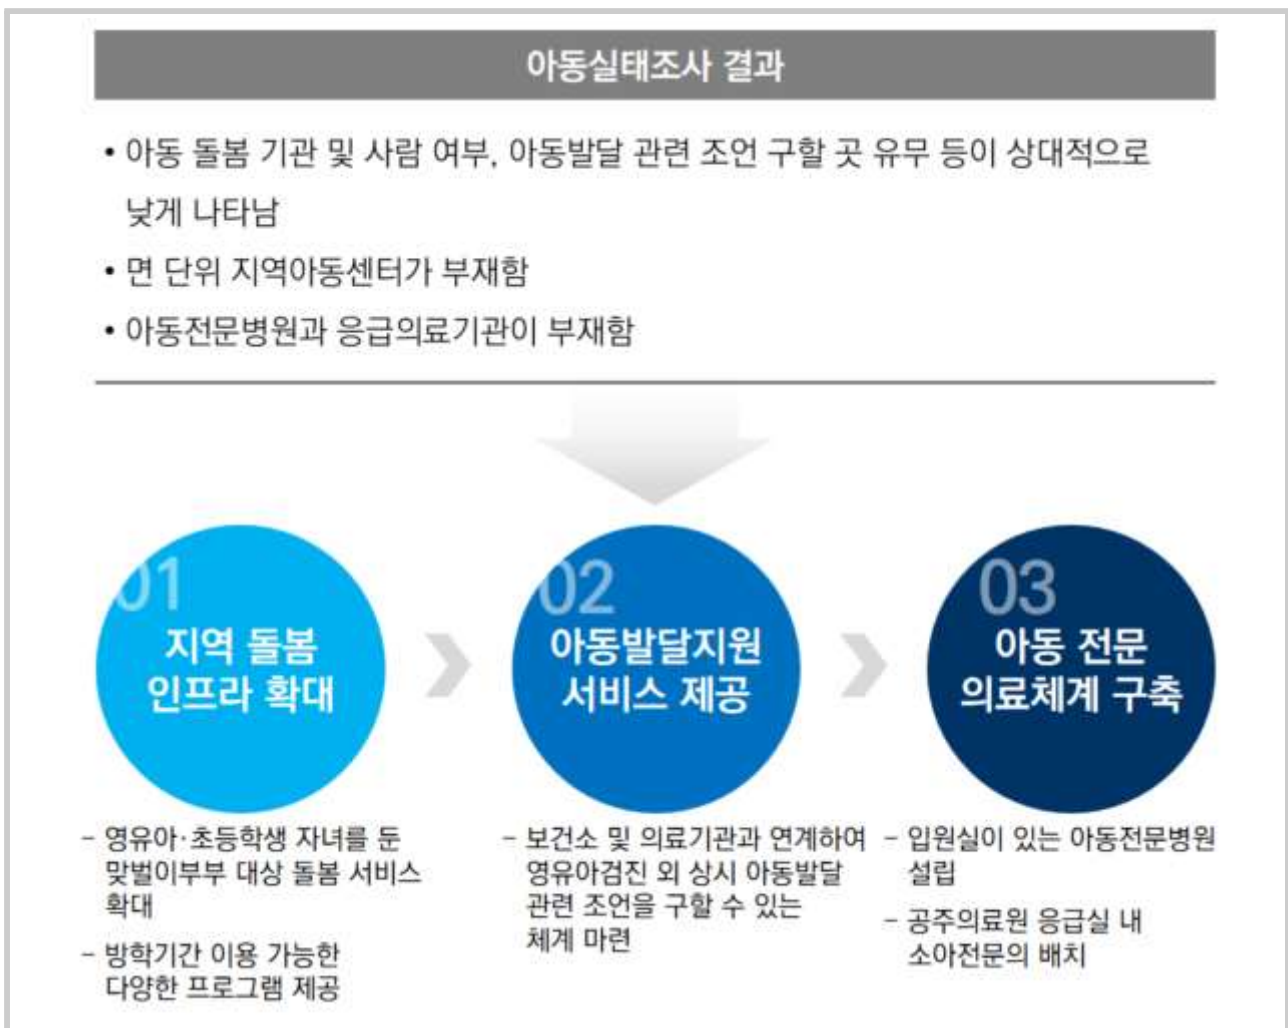 아동실태조사 결과
• 아동 돌봄 기관 및 사람 여부, 아동발달 관련 조언 구할 곳 유무 등이 상대적으로
낮게 나타남
• 면 단위 지역아동센터가 부재함
• 아동전문병원과 응급의료기관이 부재함
01
지역 돌봄
인프라 확대
– 영유아·초등학생 자녀를 둔
맞벌이부부 대상 돌봄 서비스
확대
– 방학기간 이용 가능한
다양한 프로그램 제공
02
아동발달지원
서비스 제공
– 보건소 및 의료기관과 연계하여
영유아검진 외 상시 아동발달
관련 조언을 구할 수 있는
체계 마련
03
아동 전문
의료체계 구축
– 입원실이 있는 아동전문병원
설립
– 공주의료원 응급실 내
소아전문의 배치